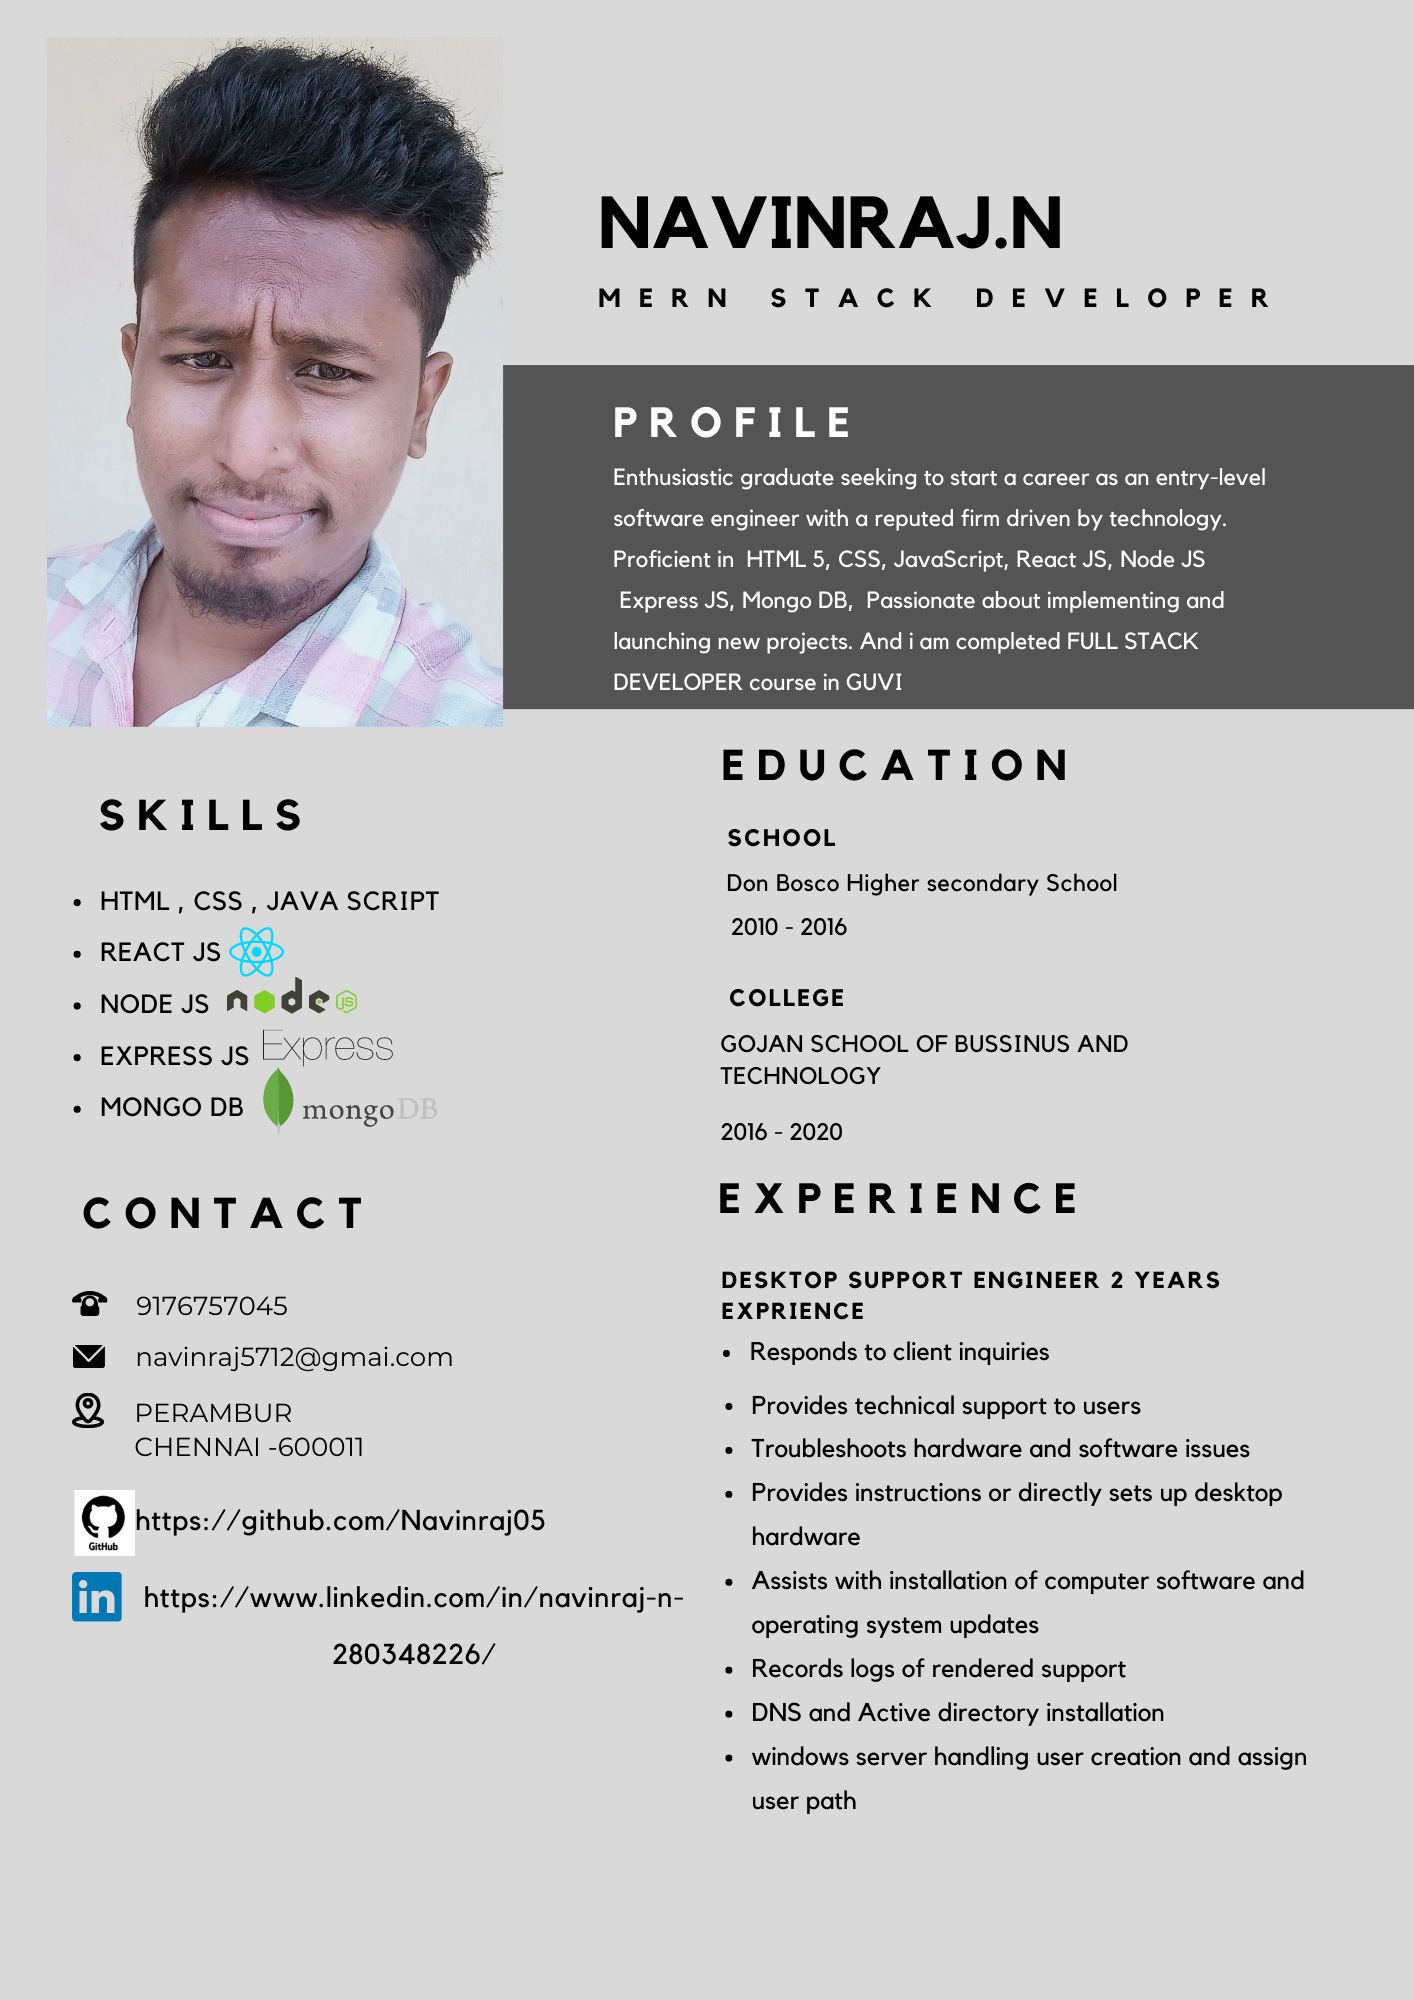 NAVINRAJ.N
MERN STACK DEVELOPER
PROFILE
Enthusiastic graduate seeking to start a career as an entry-level
software engineer with a reputed firm driven by technology.
Proficient in  HTML 5, CSS, JavaScript, React JS, Node JS
Express JS, Mongo DB,  Passionate about implementing and
launching new projects. And i am completed FULL STACK
DEVELOPER course in GUVI
SKILLS
• HTML , CSS , JAVA SCRIPT
• REACT JS
• NODE JS node JS
• EXPRESS JS Express
• MONGO DB mongoDB
CONTACT
9176757045
navinraj5712@gmai.com
PERAMBUR
CHENNAI -600011
GitHub https://github.com/Navinraj05
in https://www.linkedin.com/in/navinraj-n-
280348226/
EDUCATION
SCHOOL
Don Bosco Higher secondary School
2010 - 2016
COLLEGE
GOJAN SCHOOL OF BUSSINUS AND
TECHNOLOGY
2016 - 2020
EXPERIENCE
DESKTOP SUPPORT ENGINEER 2 YEARS
EXPRIENCE
• Responds to client inquiries
• Provides technical support to users
• Troubleshoots hardware and software issues
• Provides instructions or directly sets up desktop
hardware
• Assists with installation of computer software and
operating system updates
• Records logs of rendered support
• DNS and Active directory installation
• windows server handling user creation and assign
user path